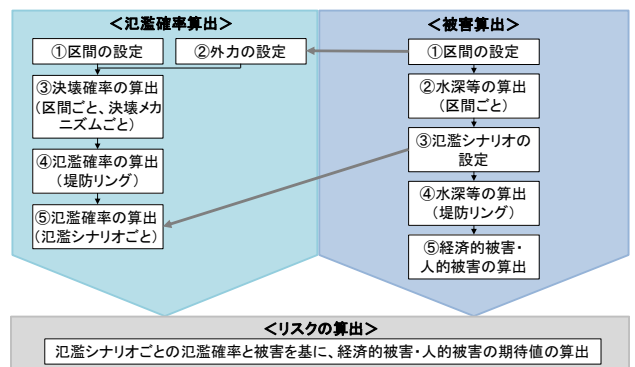 ＜氾濫確率算出＞
①区間の設定
②外力の設定
③決壊確率の算出
(区間ごと、決壊メカ
ニズムごと)
④氾濫確率の算出
(堤防リング)
⑤氾濫確率の算出
(氾濫シナリオごと)
＜被害算出＞
①区間の設定
②水深等の算出
(区間ごと)
③氾濫シナリオの
設定
④水深等の算出
(堤防リング)
⑤経済的被害・
人的被害の算出
＜リスクの算出＞
氾濫シナリオごとの氾濫確率と被害を基に、経済的被害・人的被害の期待値の算出